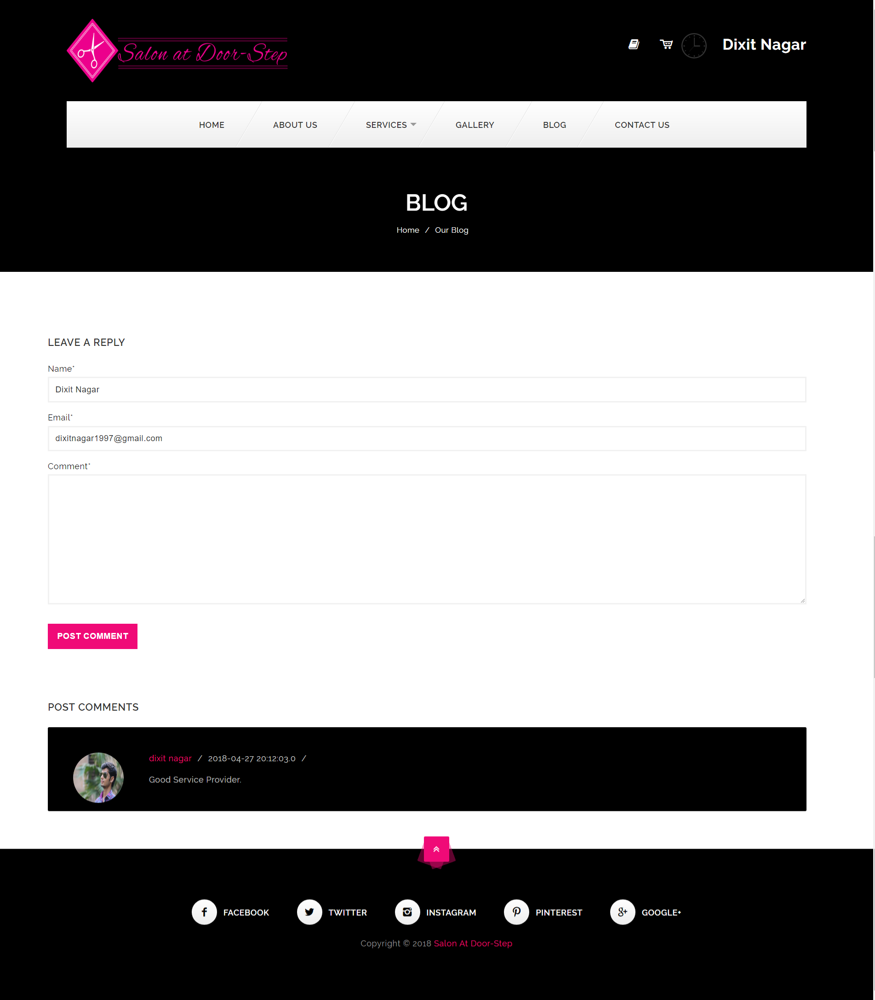 Salon at Door-Step
Dixit Nagar
HOME
ABOUT US
SERVICES
GALLERY
BLOG
CONTACT US
BLOG
Home / Our Blog
LEAVE A REPLY
Name*
Dixit Nagar
Email*
dixitnagar1997@gmail.com
Comment*
POST COMMENT
POST COMMENTS
dixit nagar / 2018-04-27 20:12:03.0 /
Good Service Provider.
FACEBOOK
TWITTER
INSTAGRAM
PINTEREST
GOOGLE+
Copyright © 2018 Salon At Door-Step